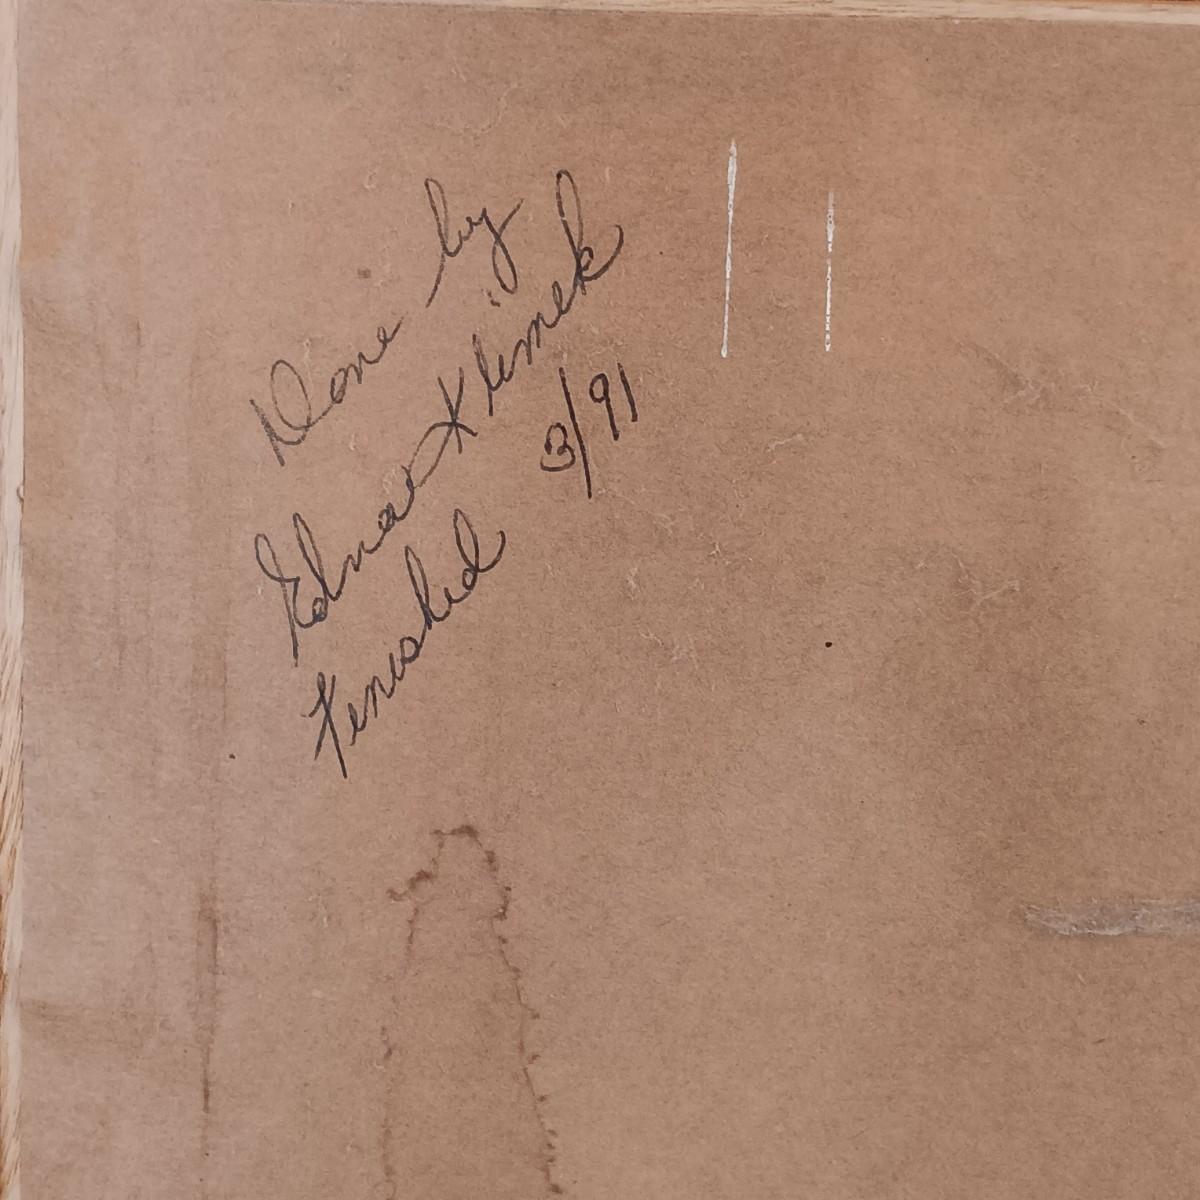 Done by
Edna Klimek
Finished 3/91